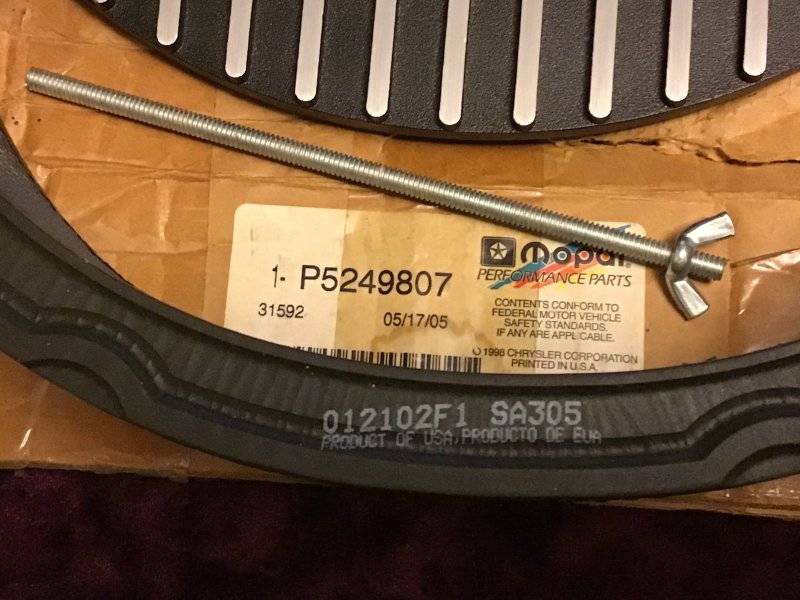 1- P5249807
31592
05/17/05
Mopar
PERFORMANCE PARTS
CONTENTS CONFORM TO
FEDERAL MOTOR VEHICLE
SAFETY STANDARDS.
IF ANY ARE APPLICABLE.
© 1998 CHRYSLER CORPORATION
PRINTED IN U.S.A.
012102F1 SA305
PRODUCT OF USA,PRODUCTO DE EUA